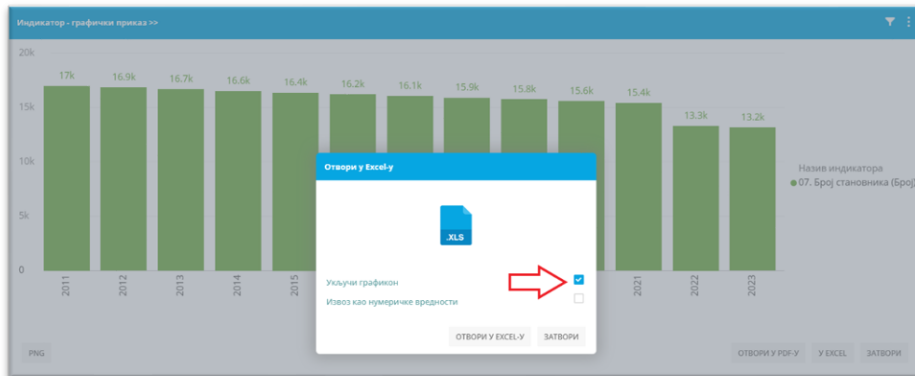 Индикатор - графички приказ >>
20k
17k
16.9k
16.7k
16.6k
16.4k
16.2k
16.1k
15.9k
15.8k
15.6k
15.4k
13.3k
13.2k
15k
10k
5k
0
Назив индикатора
07. Број становника (Број)
2011
2012
2013
2014
2015
2021
2022
2023
Отвори у Excel-у
.XLS
Укључи графикон
Извоз као нумеричке вредности
ОТВОРИ У EXCEL-У ЗАТВОРИ
PNG ОТВОРИ У PDF-У У EXCEL ЗАТВОРИ